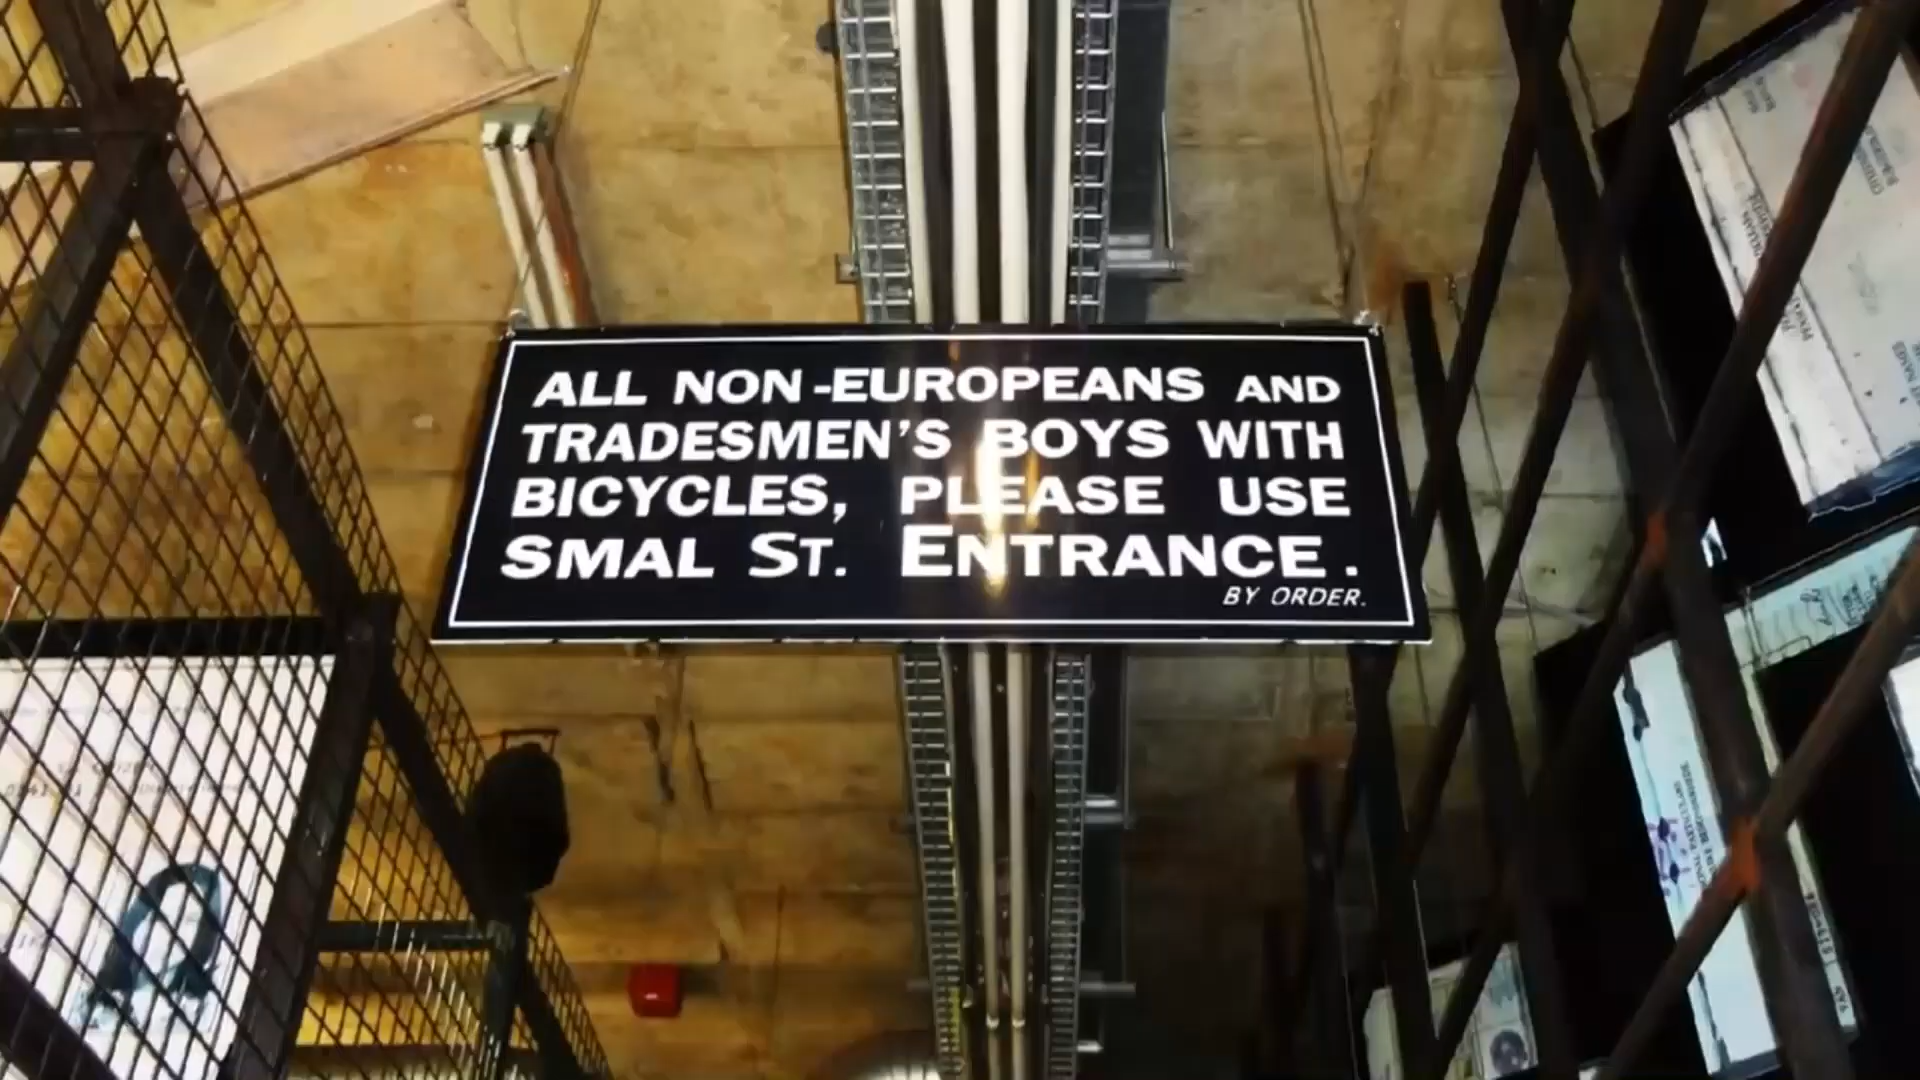 ALL NON-EUROPEANS AND
TRADESMEN'S BOYS WITH
BICYCLES, PLEASE USE
SMAL ST. ENTRANCE.
BY ORDER.